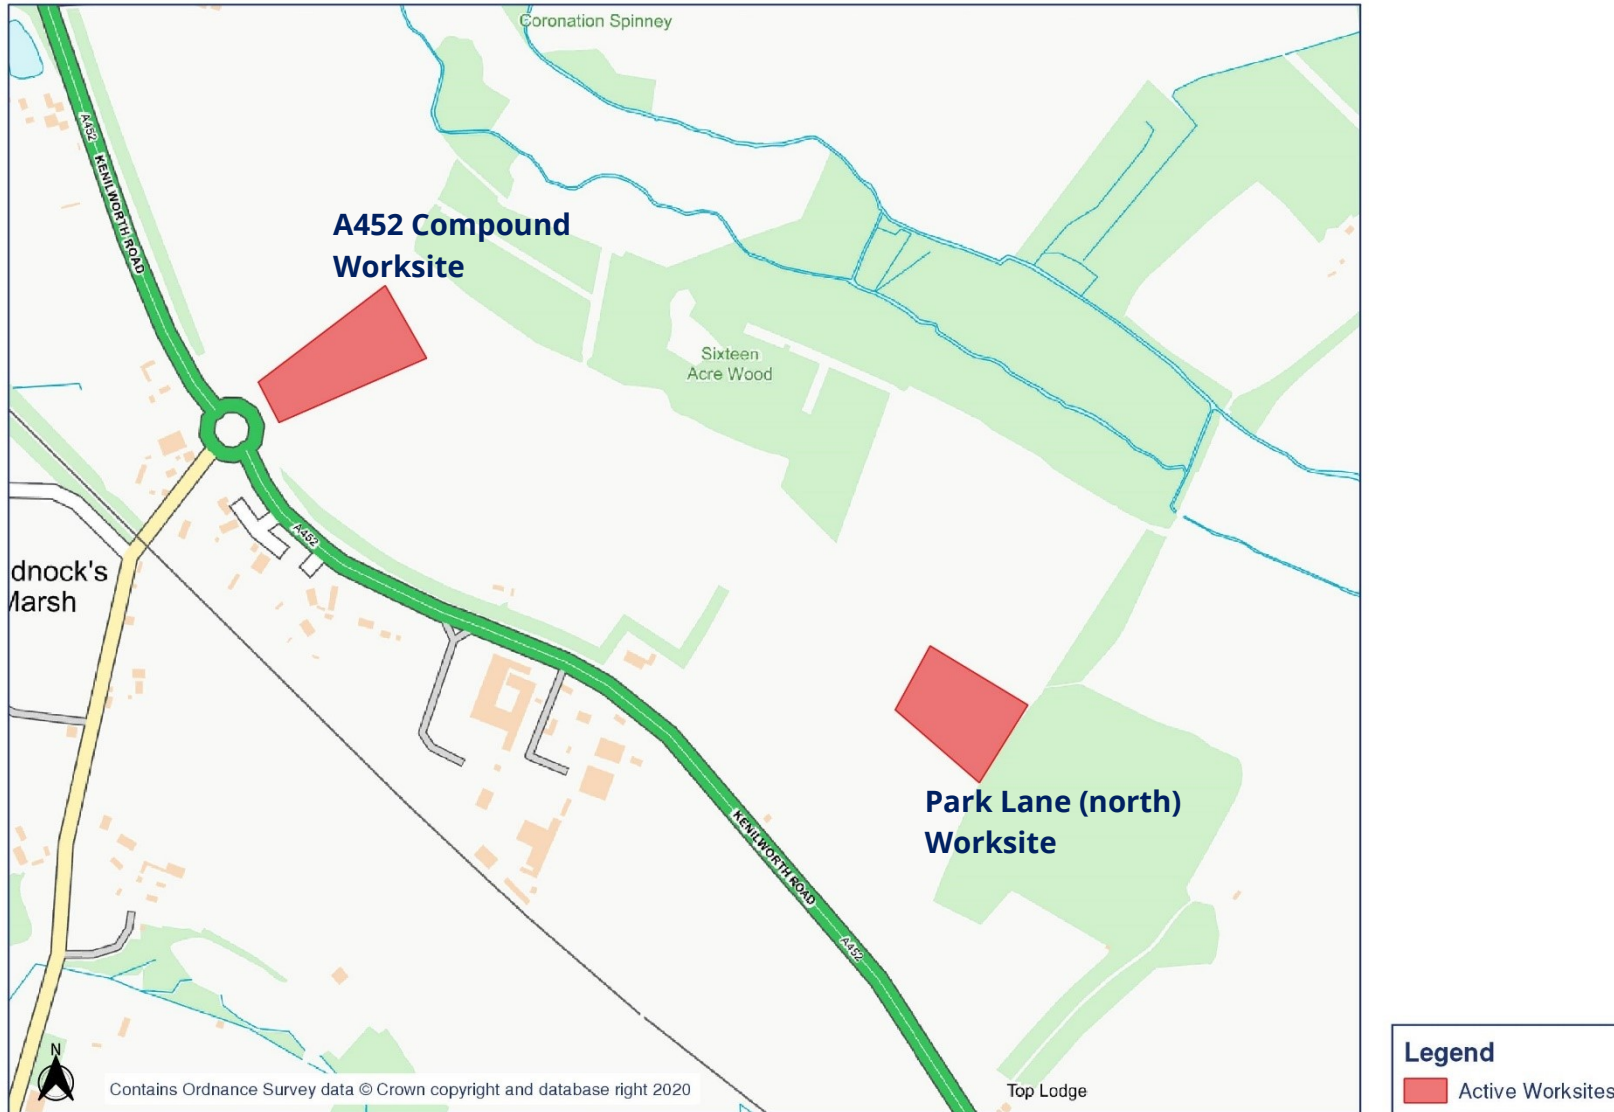 Coronation Spinney
A452
KENILWORTH ROAD
A452 Compound
Worksite
Sixteen
Acre Wood
A452
dnock's
Marsh
Park Lane (north)
Worksite
KENILWORTH ROAD
A452
N
Contains Ordnance Survey data © Crown copyright and database right 2020
Top Lodge
Legend
Active Worksites